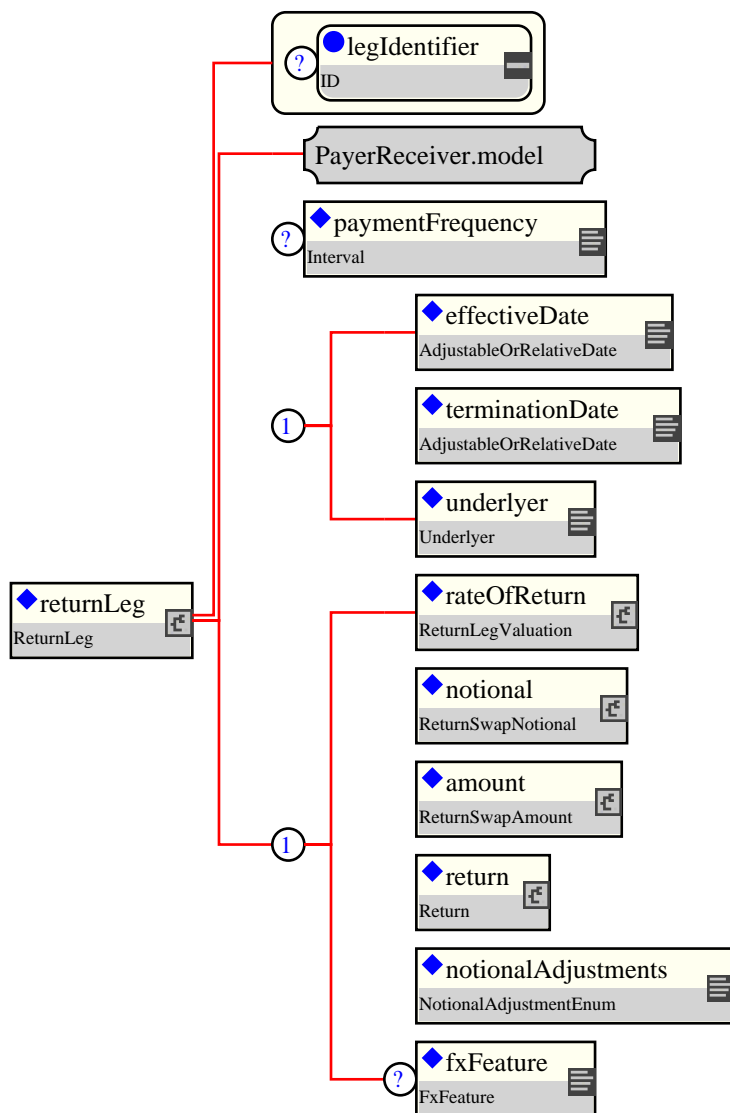 legIdentifier
?
ID
PayerReceiver.model
paymentFrequency
?
Interval
effectiveDate
AdjustableOrRelativeDate
terminationDate
1
AdjustableOrRelativeDate
underlyer
Underlyer
returnLeg
ReturnLeg
rateOfReturn
ReturnLegValuation
notional
ReturnSwapNotional
amount
ReturnSwapAmount
1
return
Return
notionalAdjustments
NotionalAdjustmentEnum
fxFeature
?
FxFeature